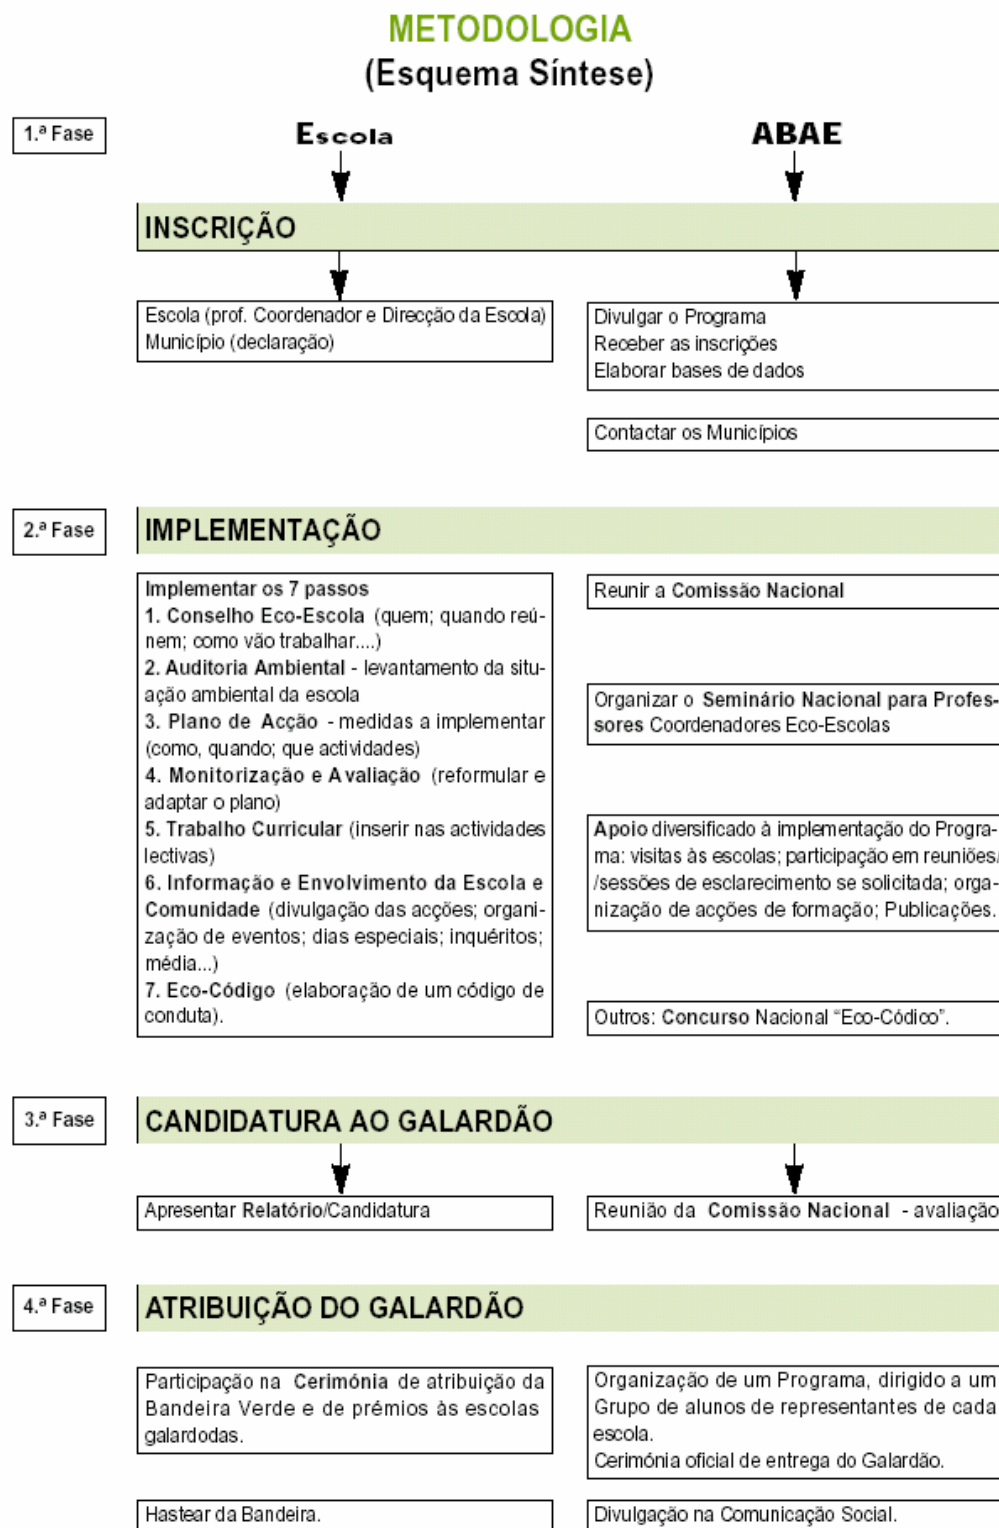 METODOLOGIA
(Esquema Síntese)
1.ª Fase
Escola
ABAE
INSCRIÇÃO
Escola (prof. Coordenador e Direcção da Escola)
Município (declaração)
Divulgar o Programa
Receber as inscrições
Elaborar bases de dados
Contactar os Municípios
2.ª Fase
IMPLEMENTAÇÃO
Implementar os 7 passos
1. Conselho Eco-Escola (quem; quando reú-
nem; como vão trabalhar....)
2. Auditoria Ambiental - levantamento da situ-
ação ambiental da escola
3. Plano de Acção - medidas a implementar
(como, quando; que actividades)
4. Monitorização e Avaliação (reformular e
adaptar o plano)
5. Trabalho Curricular (inserir nas actividades
lectivas)
6. Informação e Envolvimento da Escola e
Comunidade (divulgação das acções; organi-
zação de eventos; dias especiais; inquéritos;
média...)
7. Eco-Código (elaboração de um código de
conduta).
Reunir a Comissão Nacional
Organizar o Seminário Nacional para Profes-
sores Coordenadores Eco-Escolas
Apoio diversificado à implementação do Progra-
ma: visitas às escolas; participação em reuniões/
/sessões de esclarecimento se solicitada; orga-
nização de acções de formação; Publicações.
Outros: Concurso Nacional “Eco-Códico”.
3.ª Fase
CANDIDATURA AO GALARDÃO
Apresentar Relatório/Candidatura
Reunião da Comissão Nacional - avaliação
4.ª Fase
ATRIBUIÇÃO DO GALARDÃO
Participação na Cerimónia de atribuição da
Bandeira Verde e de prémios às escolas
galardodas.
Organização de um Programa, dirigido a um
Grupo de alunos de representantes de cada
escola.
Cerimónia oficial de entrega do Galardão.
Hastear da Bandeira.
Divulgação na Comunicação Social.